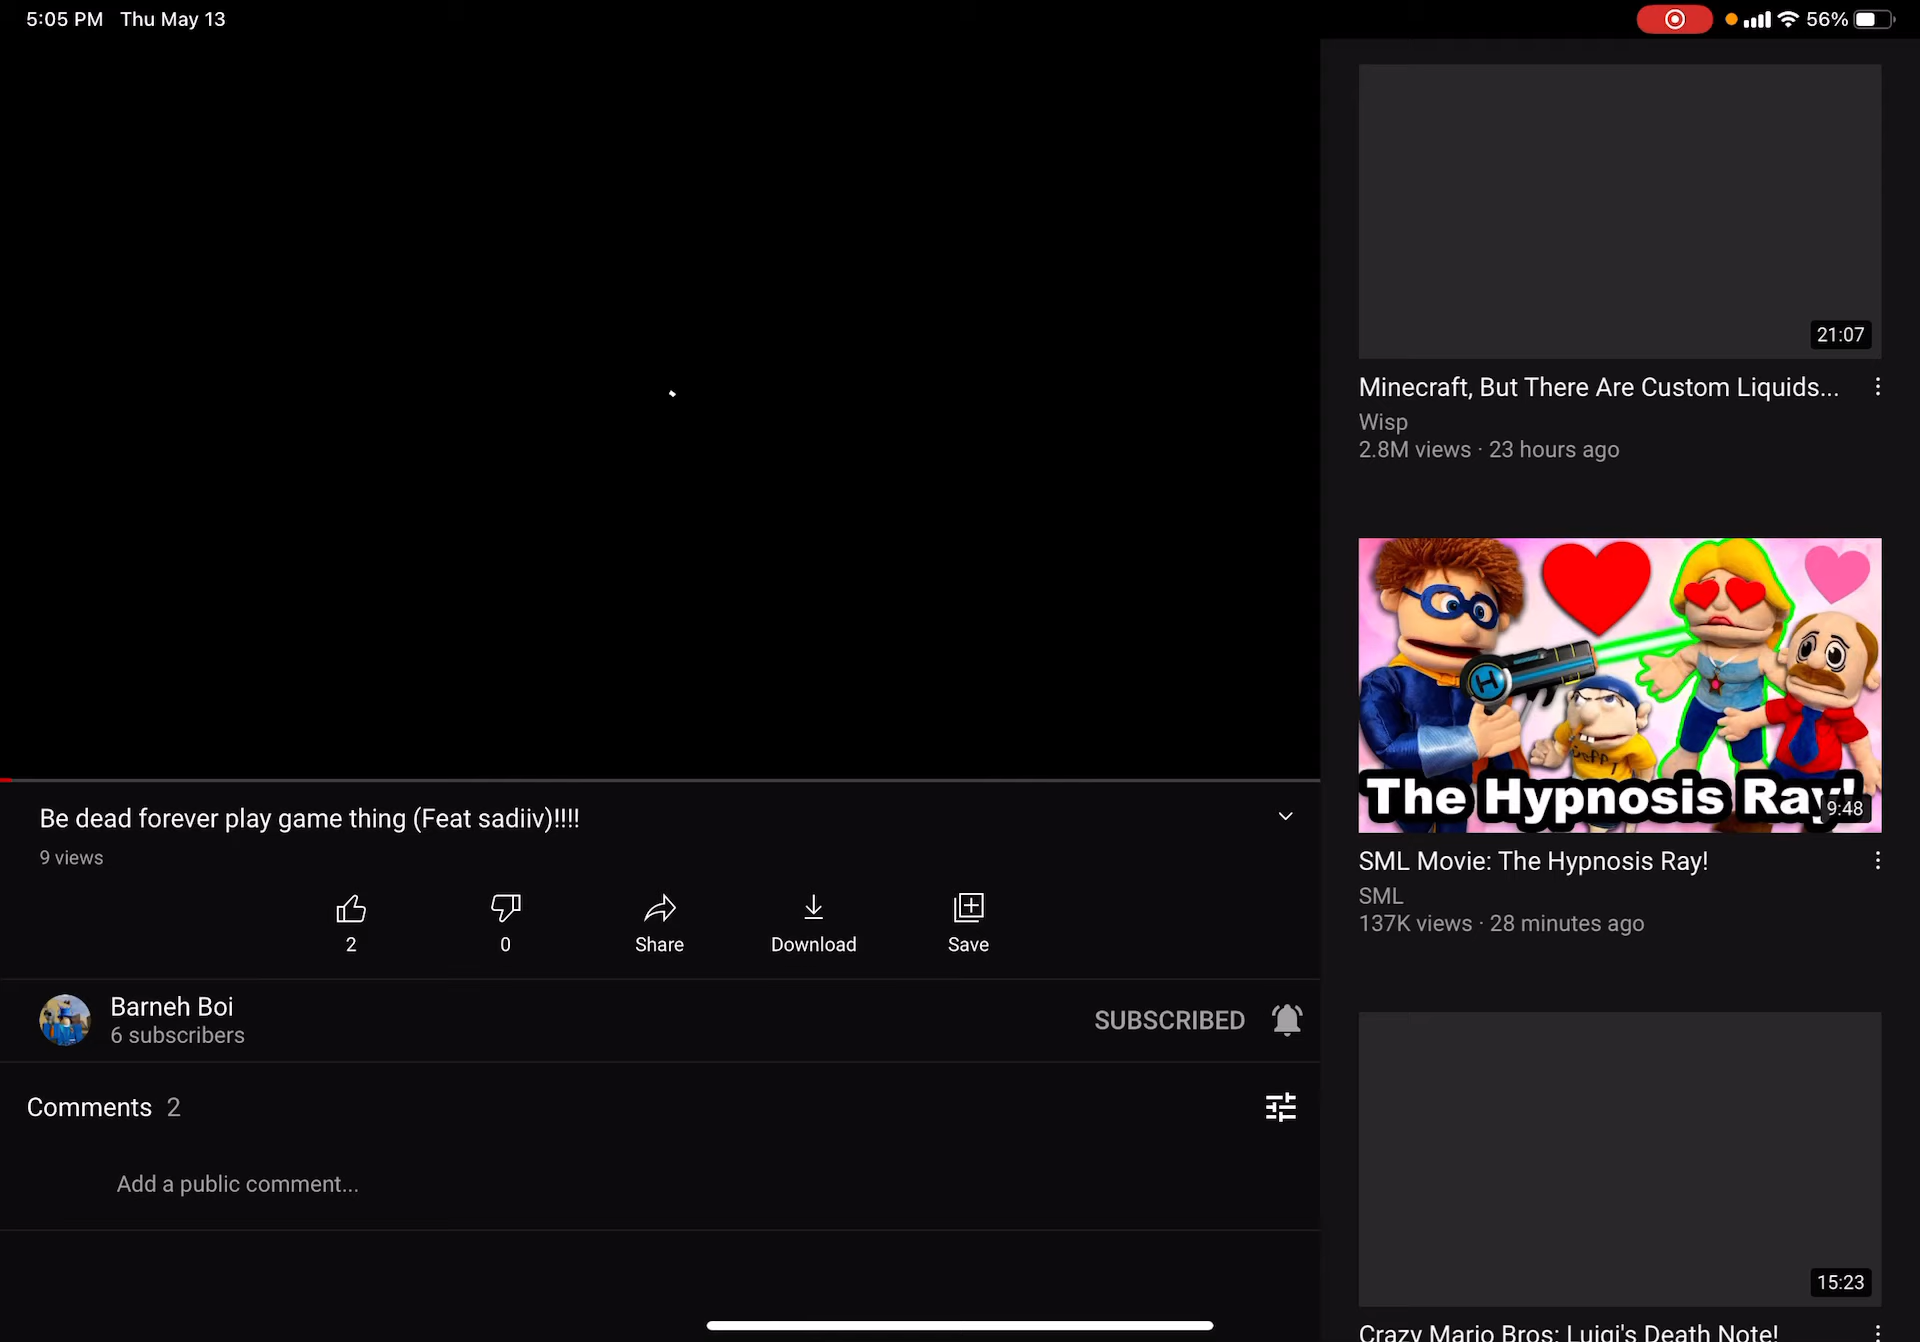 5:05 PM Thu May 13
56%
21:07
Minecraft, But There Are Custom Liquids...
Wisp
2.8M views · 23 hours ago
H
Jeffy
The Hypnosis Ray!
9:48
SML Movie: The Hypnosis Ray!
SML
137K views · 28 minutes ago
15:23
Crazy Mario Bros: Luigi's Death Note!
Be dead forever play game thing (Feat sadiiv)!!!!
9 views
2
0
Share
Download
Save
Barneh Boi
6 subscribers
SUBSCRIBED
Comments 2
Add a public comment...